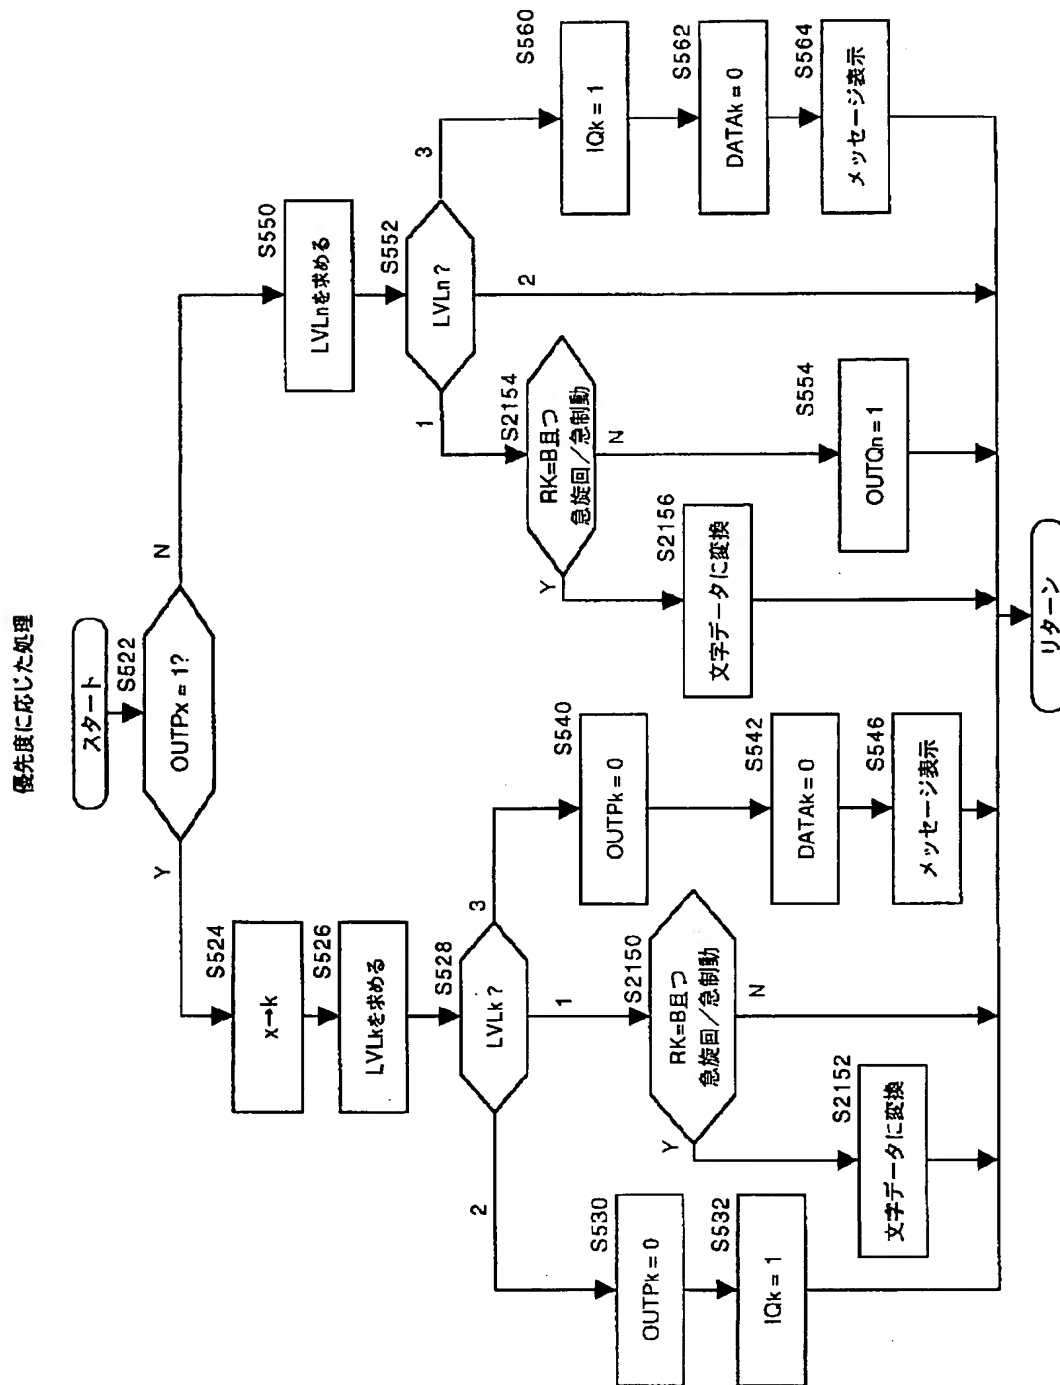 優先度に応じた処理
スタート
S522
OUTPx = 1?
Y
N
S524
x→k
S526
LVLkを求める
S528
LVLk ?
2
1
3
S530
OUTPk = 0
S532
IQk = 1
S2150
RK=B且つ
急旋回/急制動
Y
N
S2152
文字データに変換
S540
OUTPk = 0
S542
DATAk = 0
S546
メッセージ表示
S550
LVLnを求める
S552
LVLn ?
1
2
3
S2154
RK=B且つ
急旋回/急制動
Y
N
S2156
文字データに変換
S554
OUTQn = 1
S560
IQk = 1
S562
DATAk = 0
S564
メッセージ表示
リターン